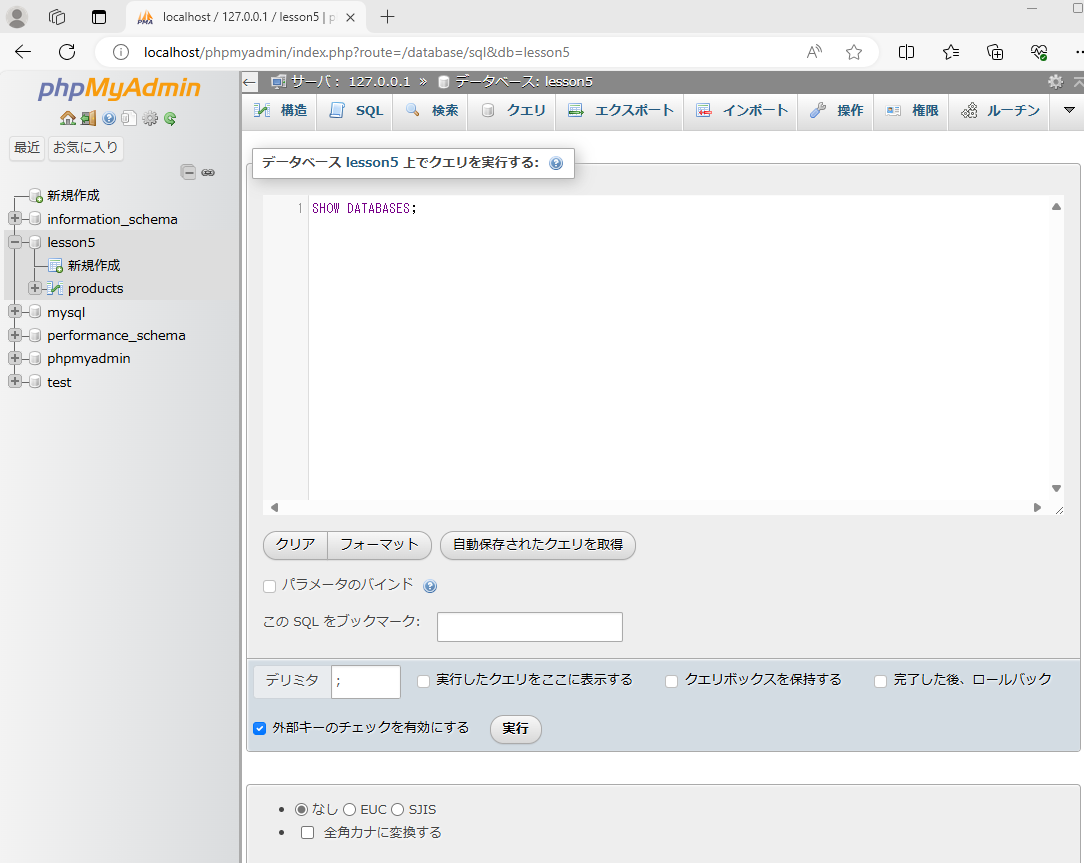 localhost / 127.0.0.1 / lesson5 | p
localhost/phpmyadmin/index.php?route=/database/sql&db=lesson5
phpMyAdmin
最近 お気に入り
新規作成
information_schema
lesson5
新規作成
products
mysql
performance_schema
phpmyadmin
test
サーバ: 127.0.0.1 » データベース: lesson5
構造 SQL 検索 クエリ エクスポート インポート 操作 権限 ルーチン
データベース lesson5 上でクエリを実行する:
1 SHOW DATABASES;
クリア フォーマット 自動保存されたクエリを取得
パラメータのバインド
この SQL をブックマーク:
デリミタ ; 実行したクエリをここに表示する クエリボックスを保持する 完了した後、ロールバック
外部キーのチェックを有効にする 実行
なし EUC SJIS
全角カナに変換する